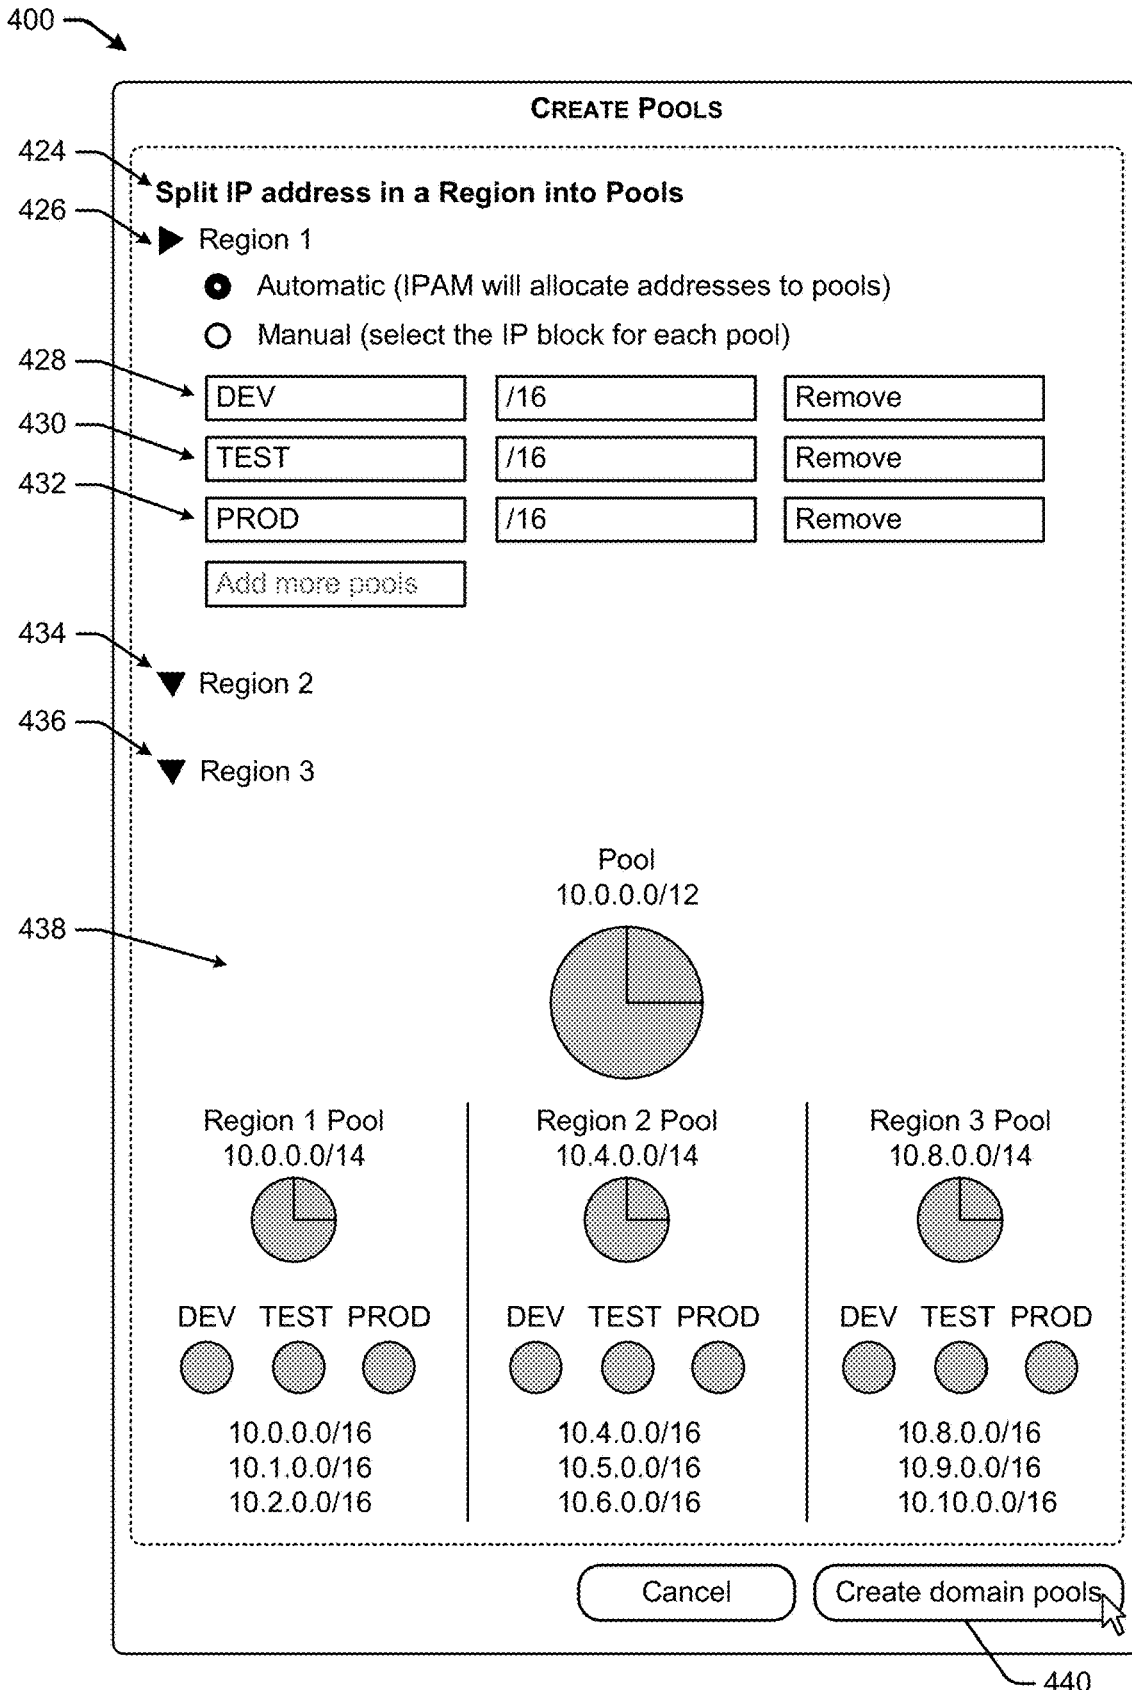 400
CREATE POOLS
424
Split IP address in a Region into Pools
426
Region 1
Automatic (IPAM will allocate addresses to pools)
Manual (select the IP block for each pool)
428
DEV /16 Remove
430
TEST /16 Remove
432
PROD /16 Remove
Add more pools
434
Region 2
436
Region 3
Pool
10.0.0.0/12
438
Region 1 Pool Region 2 Pool Region 3 Pool
10.0.0.0/14 10.4.0.0/14 10.8.0.0/14
DEV TEST PROD DEV TEST PROD DEV TEST PROD
10.0.0.0/16 10.4.0.0/16 10.8.0.0/16
10.1.0.0/16 10.5.0.0/16 10.9.0.0/16
10.2.0.0/16 10.6.0.0/16 10.10.0.0/16
Cancel Create domain pools
440